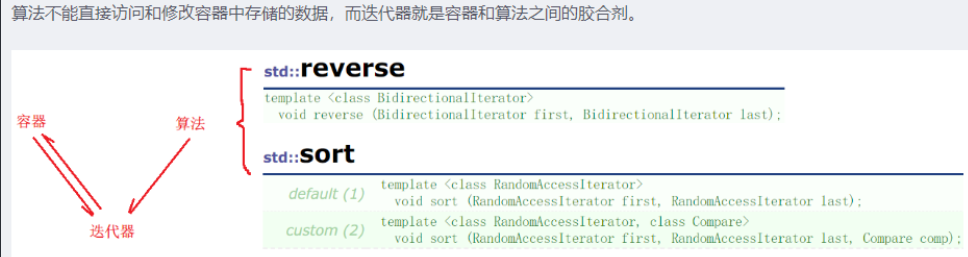 算法不能直接访问和修改容器中存储的数据，而迭代器就是容器和算法之间的胶合剂。
容器
算法
迭代器
std::reverse
template <class BidirectionalIterator>
void reverse (BidirectionalIterator first, BidirectionalIterator last);
std::sort
default (1)
template <class RandomAccessIterator>
void sort (RandomAccessIterator first, RandomAccessIterator last);
custom (2)
template <class RandomAccessIterator, class Compare>
void sort (RandomAccessIterator first, RandomAccessIterator last, Compare comp);